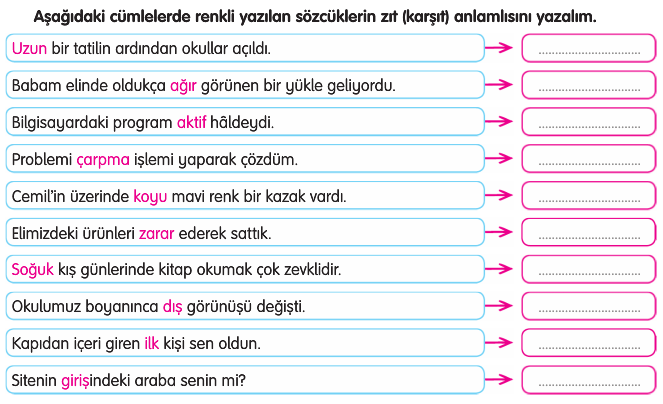 Aşağıdaki cümlelerde renkli yazılan sözcüklerin zıt (karşıt) anlamlısını yazalım.
Uzun bir tatilin ardından okullar açıldı. ..............................
Babam elinde oldukça ağır görünen bir yükle geliyordu. ..............................
Bilgisayardaki program aktif hâldeydi. ..............................
Problemi çarpma işlemi yaparak çözdüm. ..............................
Cemil'in üzerinde koyu mavi renk bir kazak vardı. ..............................
Elimizdeki ürünleri zarar ederek sattık. ..............................
Soğuk kış günlerinde kitap okumak çok zevklidir. ..............................
Okulumuz boyanınca dış görünüşü değişti. ..............................
Kapıdan içeri giren ilk kişi sen oldun. ..............................
Sitenin girişindeki araba senin mi? ..............................